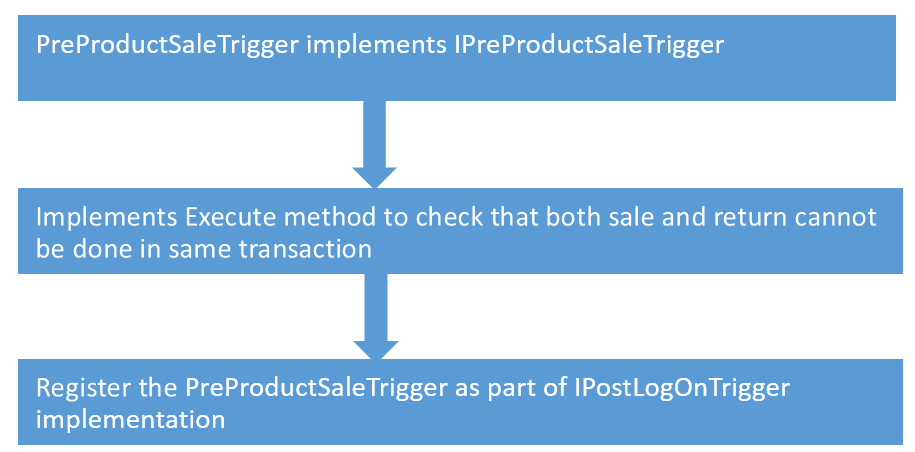 PreProductSaleTrigger implements IPreProductSaleTrigger
Implements Execute method to check that both sale and return cannot
be done in same transaction
Register the PreProductSaleTrigger as part of IPostLogOnTrigger
implementation